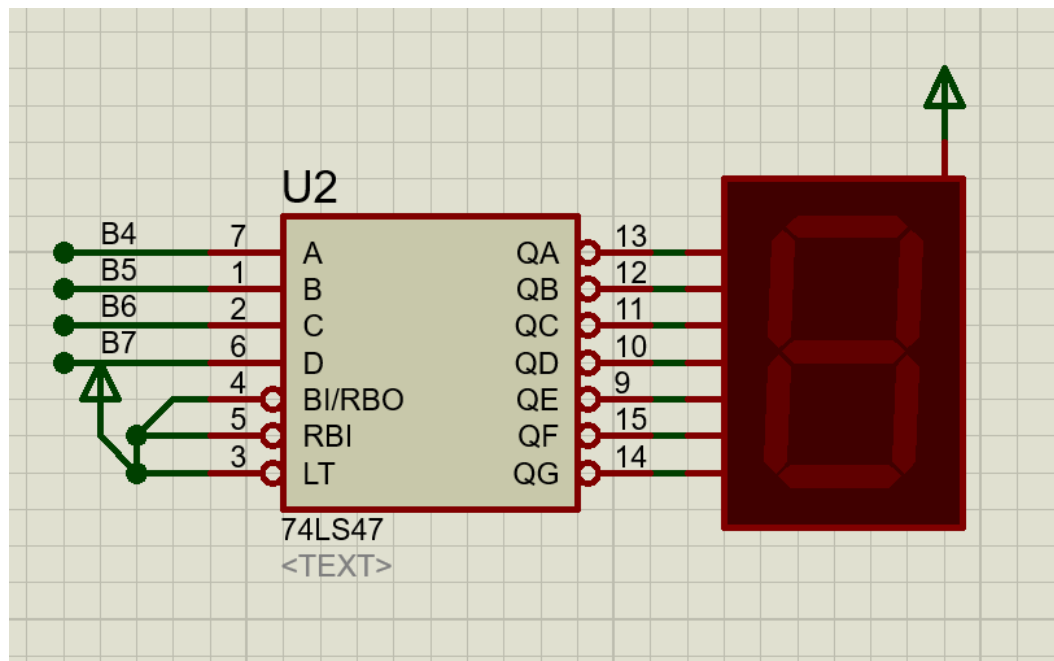 U2
B4 7 A QA 13
B5 1 B QB 12
B6 2 C QC 11
B7 6 D QD 10
4 BI/RBO QE 9
5 RBI QF 15
3 LT QG 14
74LS47
<TEXT>